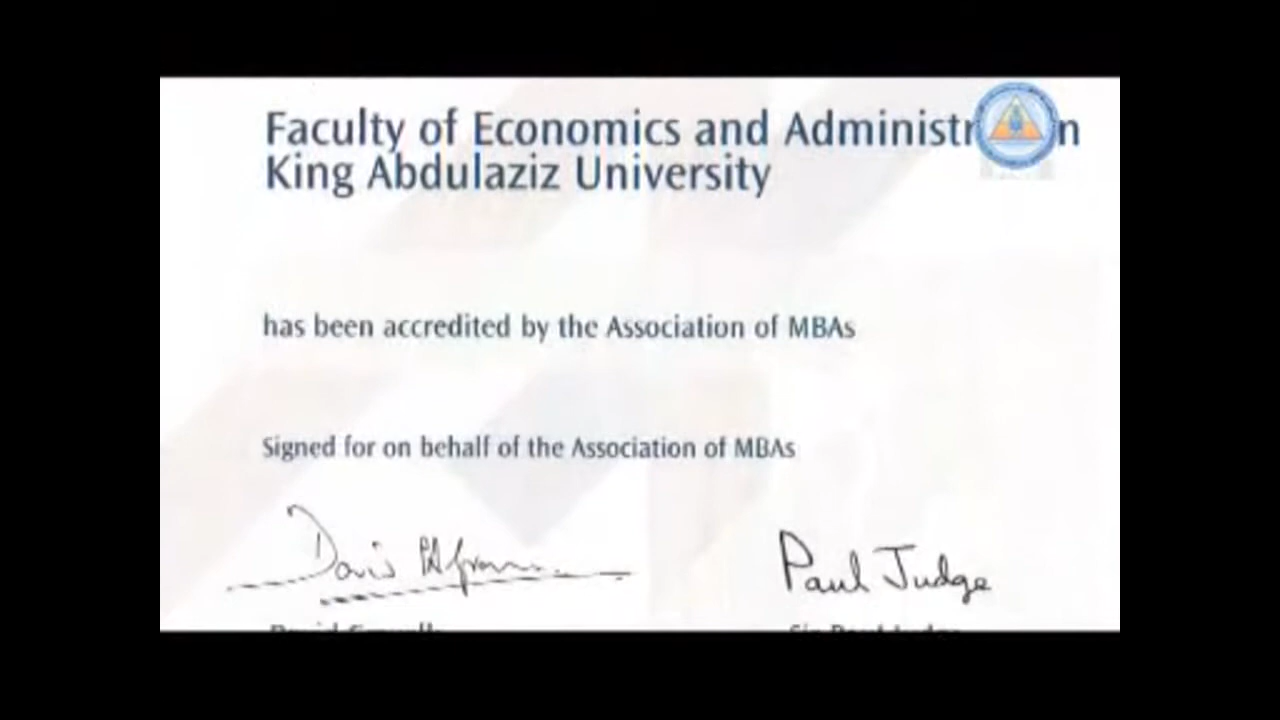 Faculty of Economics and Administr n
King Abdulaziz University
has been accredited by the Association of MBAs
Signed for on behalf of the Association of MBAs
David
Paul Judge